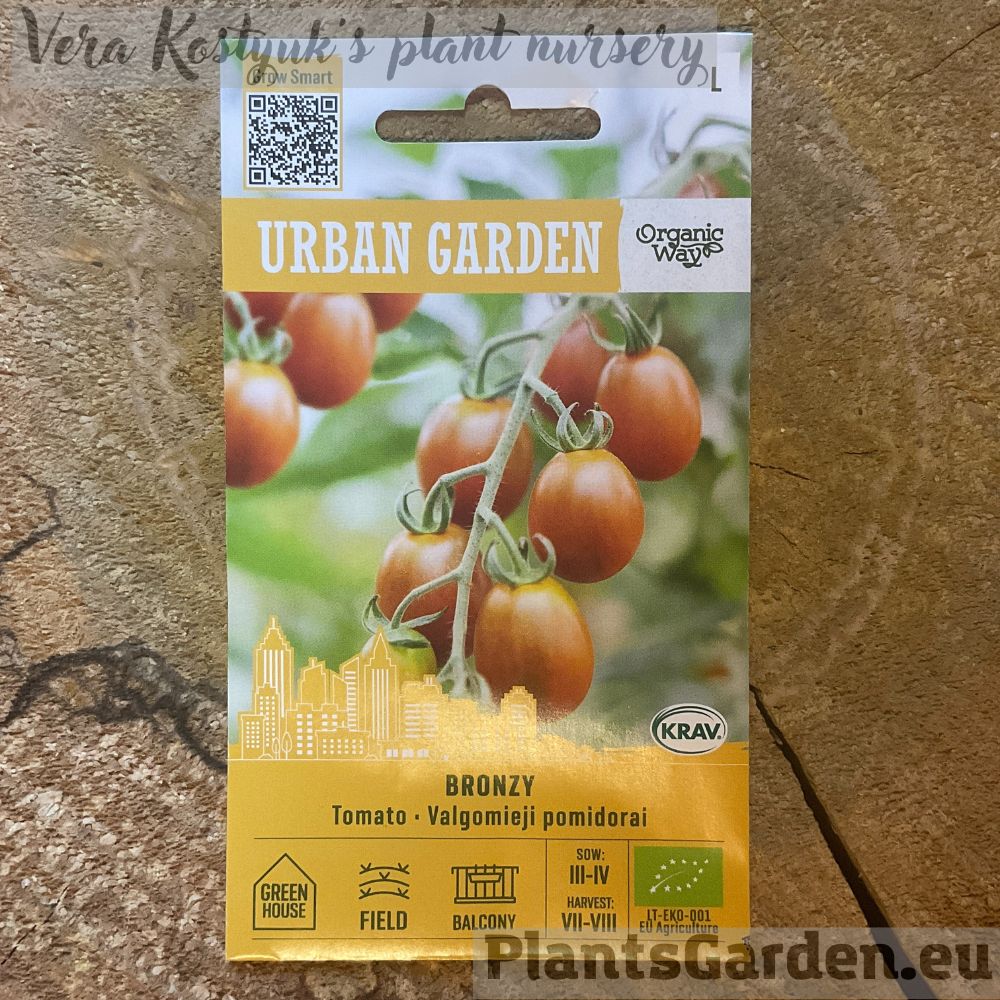 Vera Kostyuk's plant nursery
L
Grow Smart
URBAN GARDEN
Organic
Way
KRAV
BRONZY
Tomato · Valgomieji pomidorai
GREEN
HOUSE
FIELD
BALCONY
SOW:
III-IV
HARVEST:
VII-VIII
LT-EKO-001
EU Agriculture
PlantsGarden.eu